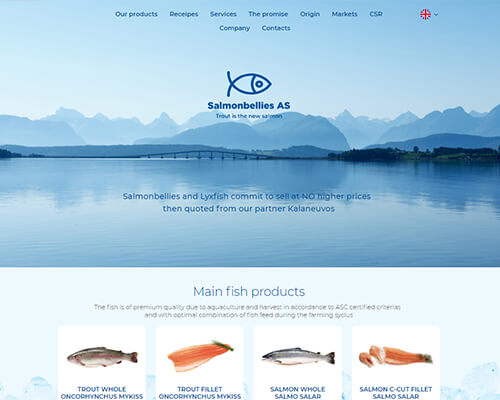 Our products Receipes Services The promise Origin Markets CSR
Company Contacts
Salmonbellies AS
Trout is the new salmon
Salmonbellies and Lyxfish commit to sell at NO higher prices
then quoted from our partner Kalaneuvos
Main fish products
The fish is of premium quality due to aquaculture and harvest in accordance to ASC certified criterias
and with optimal combination of fish feed during the farming syclus
TROUT WHOLE
ONCORHYNCHUS MYKISS
TROUT FILLET
ONCORHYNCHUS MYKISS
SALMON WHOLE
SALMO SALAR
SALMON C-CUT FILLET
SALMO SALAR